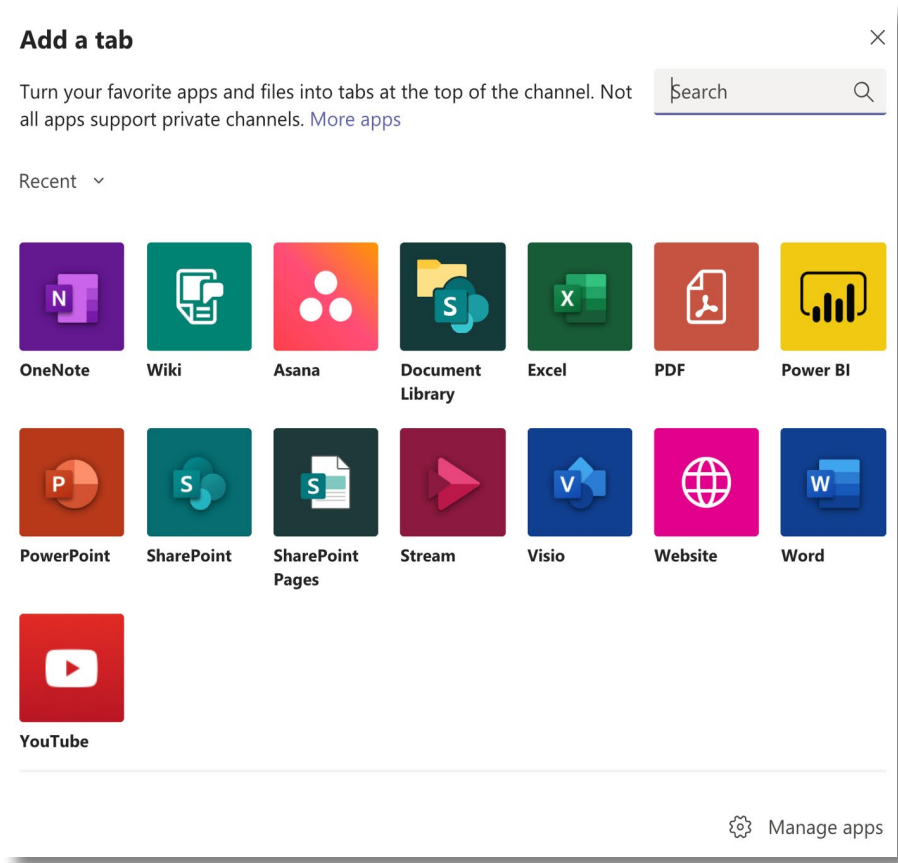 Add a tab
Turn your favorite apps and files into tabs at the top of the channel. Not
all apps support private channels. More apps
Search
Recent
N
S
X
OneNote
Wiki
Asana
Document
Library
Excel
PDF
Power BI
P
S
S
V
W
PowerPoint
SharePoint
SharePoint
Pages
Stream
Visio
Website
Word
YouTube
Manage apps